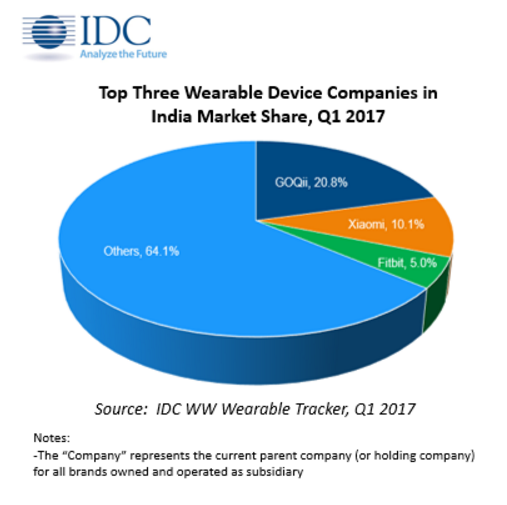 IDC
Analyze the Future
Top Three Wearable Device Companies in
India Market Share, Q1 2017
GOQii, 20.8%
Xiaomi, 10.1%
Others, 64.1%
Fitbit, 5.0%
Source:  IDC WW Wearable Tracker, Q1 2017
Notes:
-The “Company” represents the current parent company (or holding company)
for all brands owned and operated as subsidiary